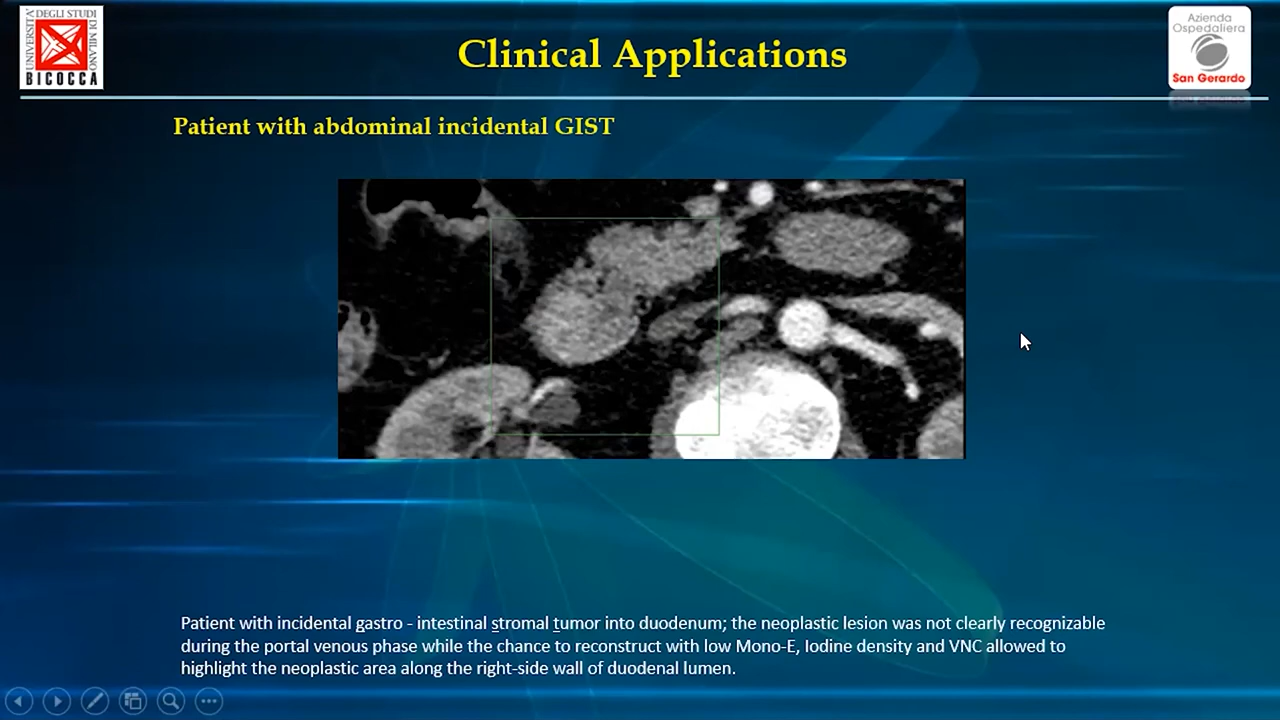 UNIVERSITA' DEGLI STUDI DI MILANO
BICOCCA
Clinical Applications
Azienda
Ospedaliera
San Gerardo
Patient with abdominal incidental GIST
Patient with incidental gastro - intestinal stromal tumor into duodenum; the neoplastic lesion was not clearly recognizable
during the portal venous phase while the chance to reconstruct with low Mono-E, Iodine density and VNC allowed to
highlight the neoplastic area along the right-side wall of duodenal lumen.